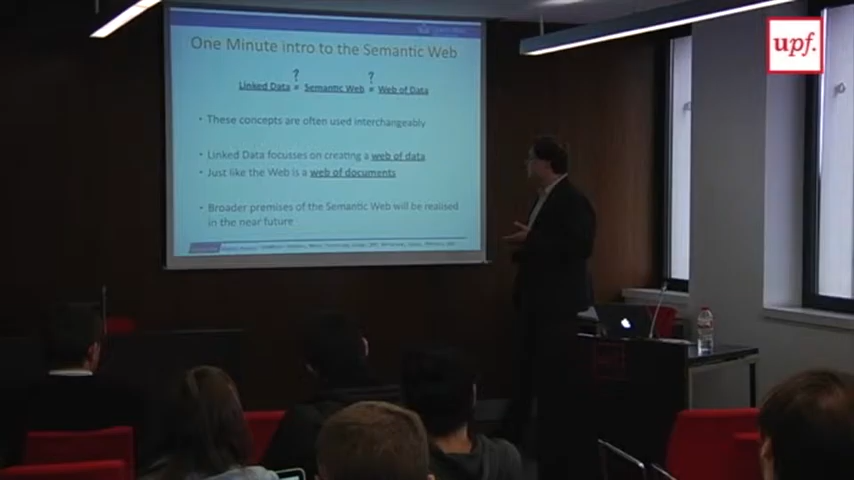 upf.
One Minute intro to the Semantic Web
? ?
Linked Data = Semantic Web = Web of Data
• These concepts are often used interchangeably
• Linked Data focusses on creating a web of data
• Just like the Web is a web of documents
• Broader premises of the Semantic Web will be realised
in the near future